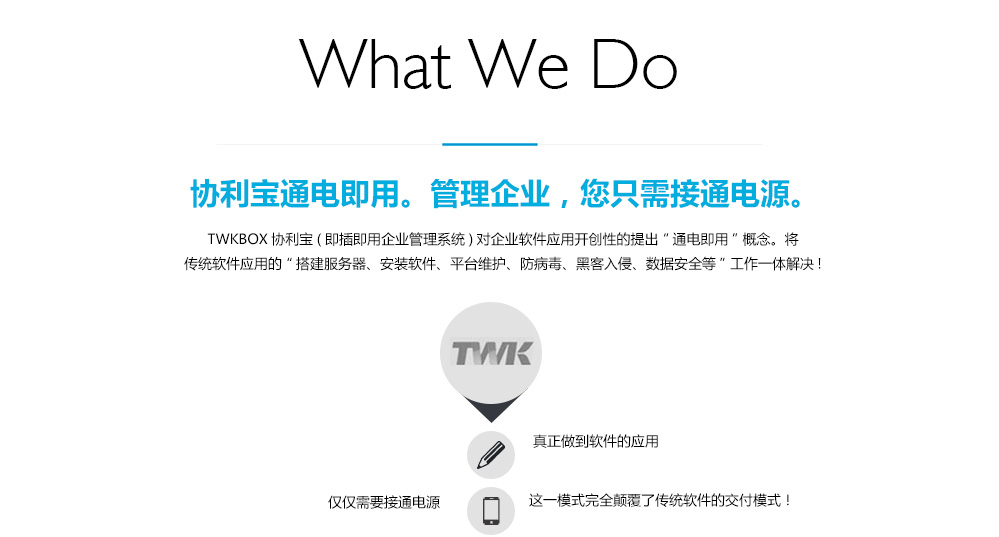 What We Do
协利宝通电即用。管理企业，您只需接通电源。
TWKBOX 协利宝 ( 即插即用企业管理系统 ) 对企业软件应用开创性的提出 “ 通电即用 ” 概念。将
传统软件应用的 “ 搭建服务器、安装软件、平台维护、防病毒、黑客入侵、数据安全等 ” 工作一体解决 !
TWK
真正做到软件的应用
仅仅需要接通电源
这一模式完全颠覆了传统软件的交付模式 !